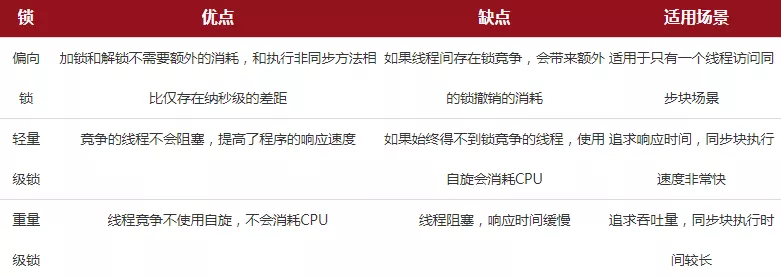 锁 优点 缺点 适用场景
偏向 加锁和解锁不需要额外的消耗，和执行非同步方法相 如果线程间存在锁竞争，会带来额外 适用于只有一个线程访问同
锁 比仅存在纳秒级的差距 的锁撤销的消耗 步块场景
轻量 竞争的线程不会阻塞，提高了程序的响应速度 如果始终得不到锁竞争的线程，使用 追求响应时间，同步块执行
级锁 自旋会消耗CPU 速度非常快
重量 线程竞争不使用自旋，不会消耗CPU 线程阻塞，响应时间缓慢 追求吞吐量，同步块执行时
级锁 间较长